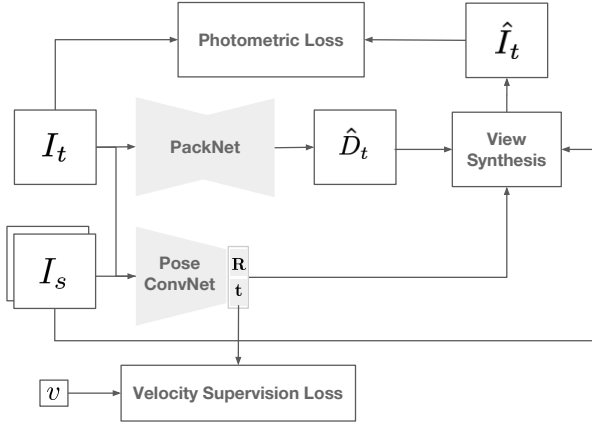 Photometric Loss
Î_t
I_t
PackNet
D̂_t
View
Synthesis
I_s
Pose
ConvNet
R
t
v
Velocity Supervision Loss